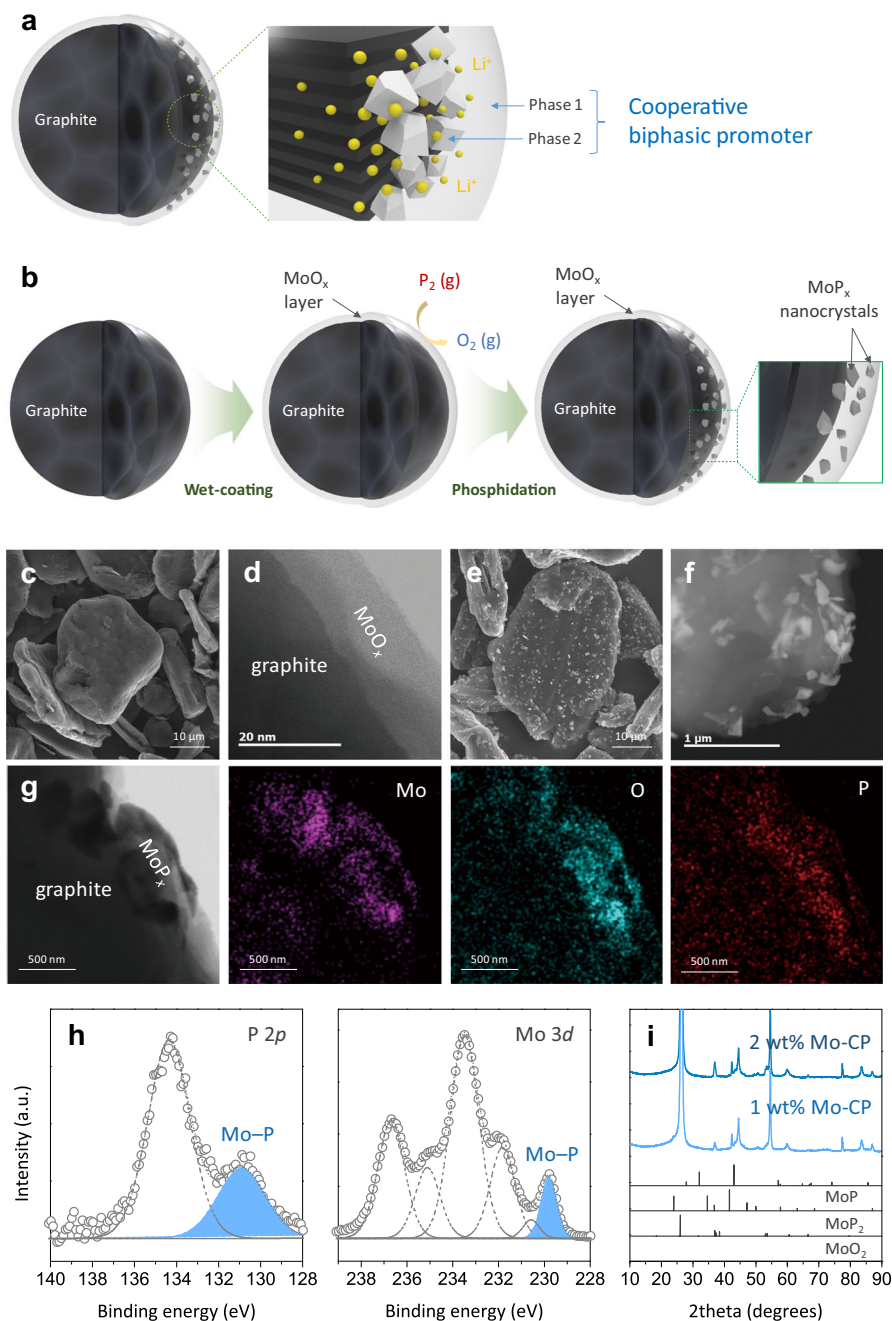 a
Graphite
Li⁺
Li⁺
Phase 1
Phase 2
Cooperative
biphasic promoter
b
Graphite
Wet-coating
MoOₓ
layer
P₂ (g)
O₂ (g)
Graphite
Phosphidation
MoOₓ
layer
Graphite
MoPₓ
nanocrystals
c
10 µm
d
graphite
MoOₓ
20 nm
e
10 µm
f
1 µm
g
graphite
MoPₓ
500 nm
Mo
500 nm
O
500 nm
P
500 nm
h
Intensity (a.u.)
P 2p
Mo–P
140 138 136 134 132 130 128
Binding energy (eV)
Mo 3d
Mo–P
236 234 232 230 228
Binding energy (eV)
i
2 wt% Mo-CP
1 wt% Mo-CP
MoP
MoP₂
MoO₂
10 20 30 40 50 60 70 80 90
2theta (degrees)